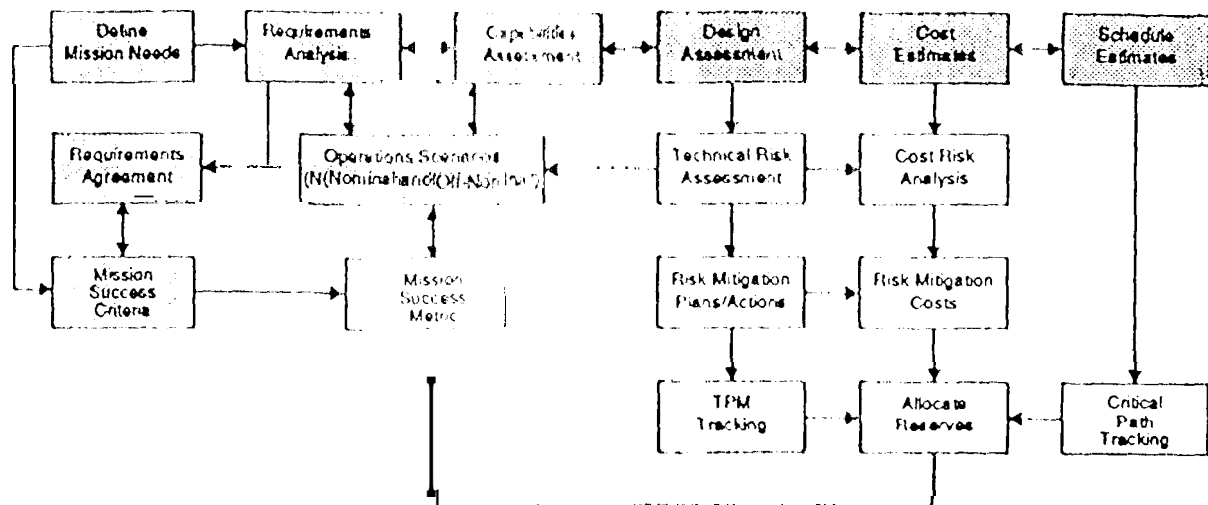 Define
Mission Needs
Requirements
Analysis
Capabilities
Assessment
Design
Assessment
Cost
Estimates
Schedule
Estimates
Requirements
Agreement
Operations Scenarios
Technical Risk
Assessment
Cost Risk
Analysis
Mission
Success
Criteria
Mission
Success
Metric
Risk Mitigation
Plans/Actions
Risk Mitigation
Costs
TPM
Tracking
Allocate
Reserves
Critical
Path
Tracking